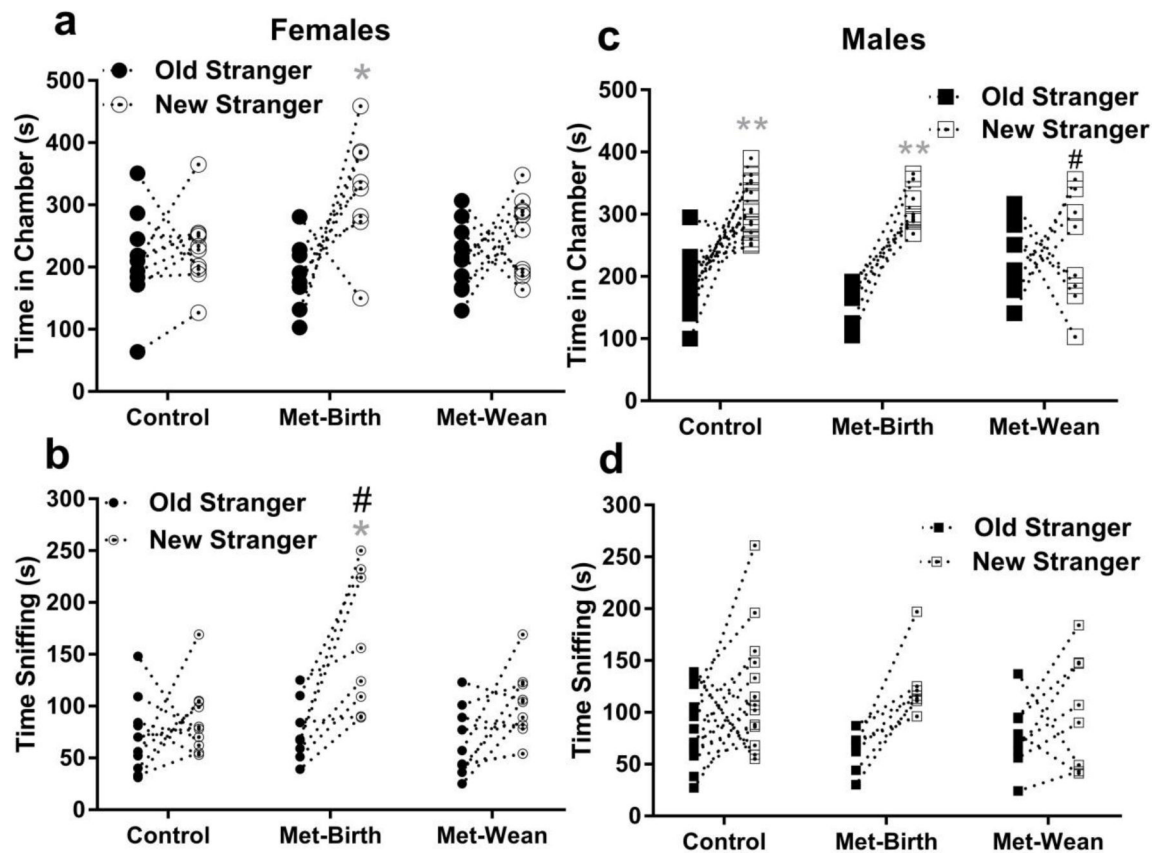 a
Females
Old Stranger
New Stranger
*
500
400
300
200
100
0
Time in Chamber (s)
Control
Met-Birth
Met-Wean
c
Males
Old Stranger
New Stranger
**
**
#
500
400
300
200
100
0
Time in Chamber (s)
Control
Met-Birth
Met-Wean
b
Old Stranger
New Stranger
#
*
300
250
200
150
100
50
0
Time Sniffing (s)
Control
Met-Birth
Met-Wean
d
Old Stranger
New Stranger
300
250
200
150
100
50
0
Time Sniffing (s)
Control
Met-Birth
Met-Wean